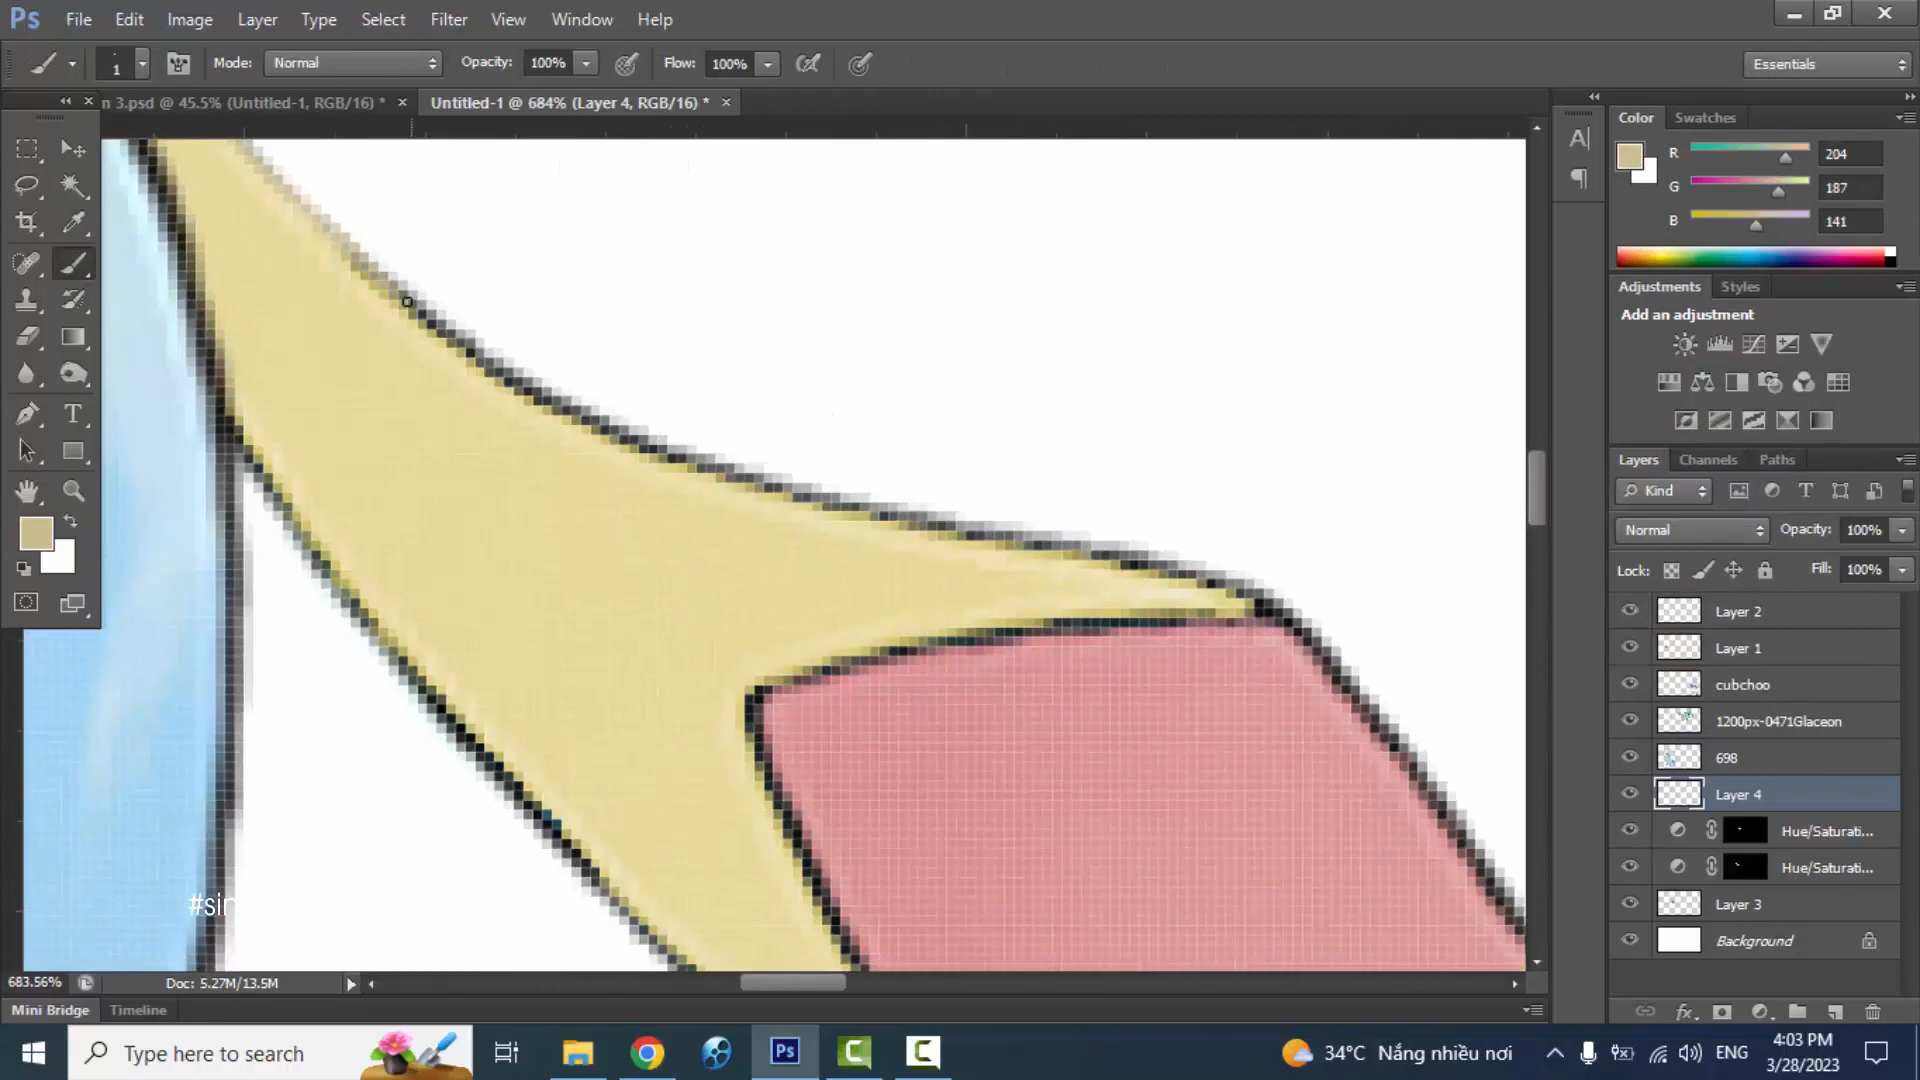 Ps File Edit Image Layer Type Select Filter View Window Help
1 Mode: Normal Opacity: 100% Flow: 100% Essentials
n 3.psd @ 45.5% (Untitled-1, RGB/16) * × Untitled-1 @ 684% (Layer 4, RGB/16) * ×
Color Swatches
R 204
G 187
B 141
Adjustments Styles
Add an adjustment
Layers Channels Paths
Kind
Normal Opacity: 100%
Lock: Fill: 100%
Layer 2
Layer 1
cubchoo
1200px-0471Glaceon
698
Layer 4
Hue/Saturati...
Hue/Saturati...
Layer 3
Background
#sin
683.56% Doc: 5.27M/13.5M
Mini Bridge Timeline
Type here to search 34°C Nắng nhiều nơi ENG 4:03 PM
3/28/2023